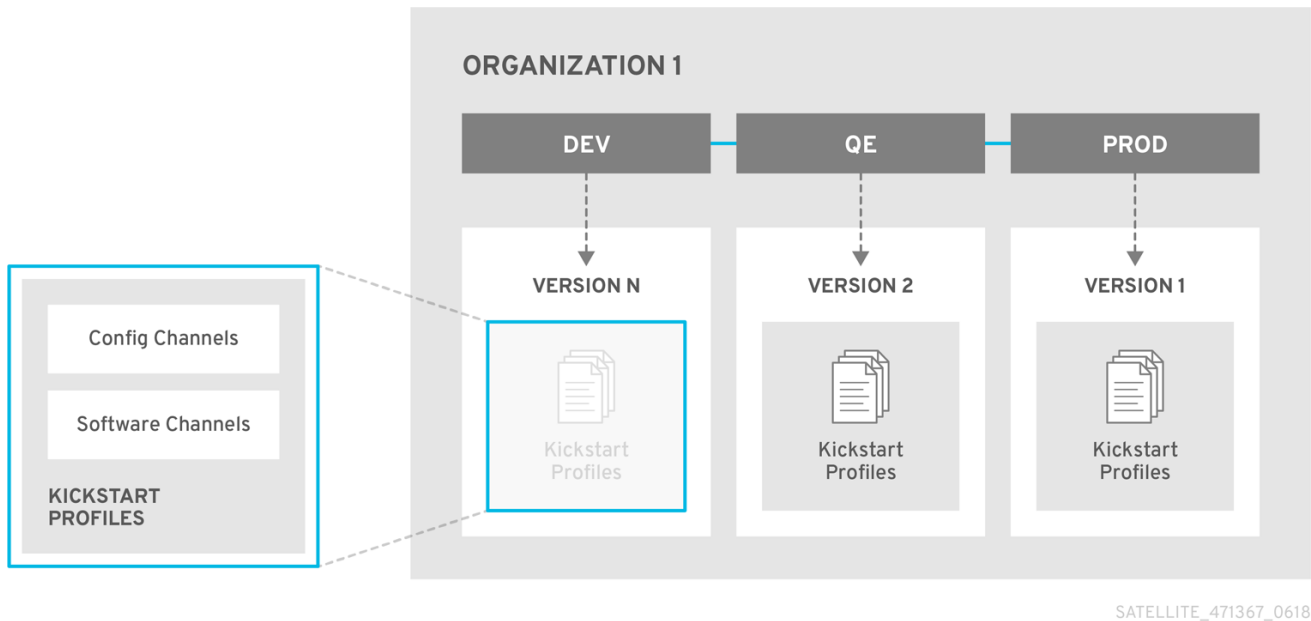 ORGANIZATION 1
DEV
QE
PROD
VERSION N
VERSION 2
VERSION 1
Config Channels
Software Channels
KICKSTART
PROFILES
Kickstart
Profiles
Kickstart
Profiles
Kickstart
Profiles
SATELLITE_471367_0618